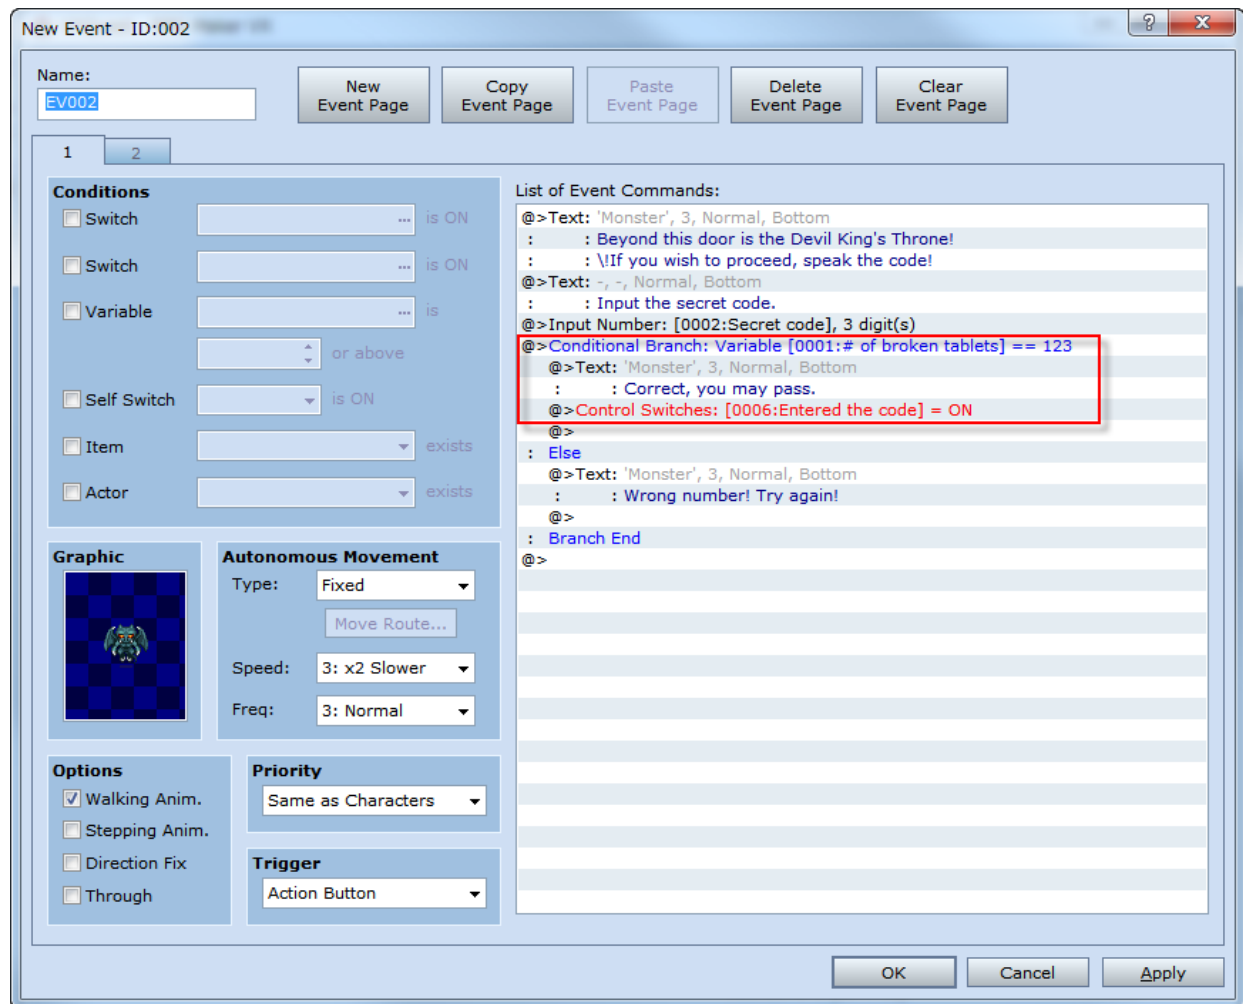 New Event - ID:002
Name:
EV002
New Event Page
Copy Event Page
Paste Event Page
Delete Event Page
Clear Event Page
1
2
Conditions
Switch ... is ON
Switch ... is ON
Variable ... is
or above
Self Switch is ON
Item exists
Actor exists
Graphic
Autonomous Movement
Type: Fixed
Move Route...
Speed: 3: x2 Slower
Freq: 3: Normal
Options
Walking Anim.
Stepping Anim.
Direction Fix
Through
Priority
Same as Characters
Trigger
Action Button
List of Event Commands:
@>Text: 'Monster', 3, Normal, Bottom
: : Beyond this door is the Devil King's Throne!
: : \!If you wish to proceed, speak the code!
@>Text: -, -, Normal, Bottom
: : Input the secret code.
@>Input Number: [0002:Secret code], 3 digit(s)
@>Conditional Branch: Variable [0001:# of broken tablets] == 123
@>Text: 'Monster', 3, Normal, Bottom
: : Correct, you may pass.
@>Control Switches: [0006:Entered the code] = ON
@>
: Else
@>Text: 'Monster', 3, Normal, Bottom
: : Wrong number! Try again!
@>
: Branch End
@>
OK
Cancel
Apply